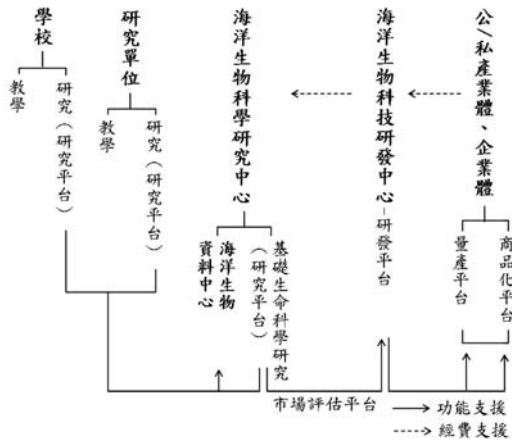 學校
教學
研究（研究平台）
研究單位
教學
研究（研究平台）
海洋生物科學研究中心
海洋生物
資料中心
基礎生命科學研究
（研究平台）
海洋生物科技研發中心-研發平台
公/私產業體、企業體
量產平台
商品化平台
市場評估平台
功能支援
經費支援